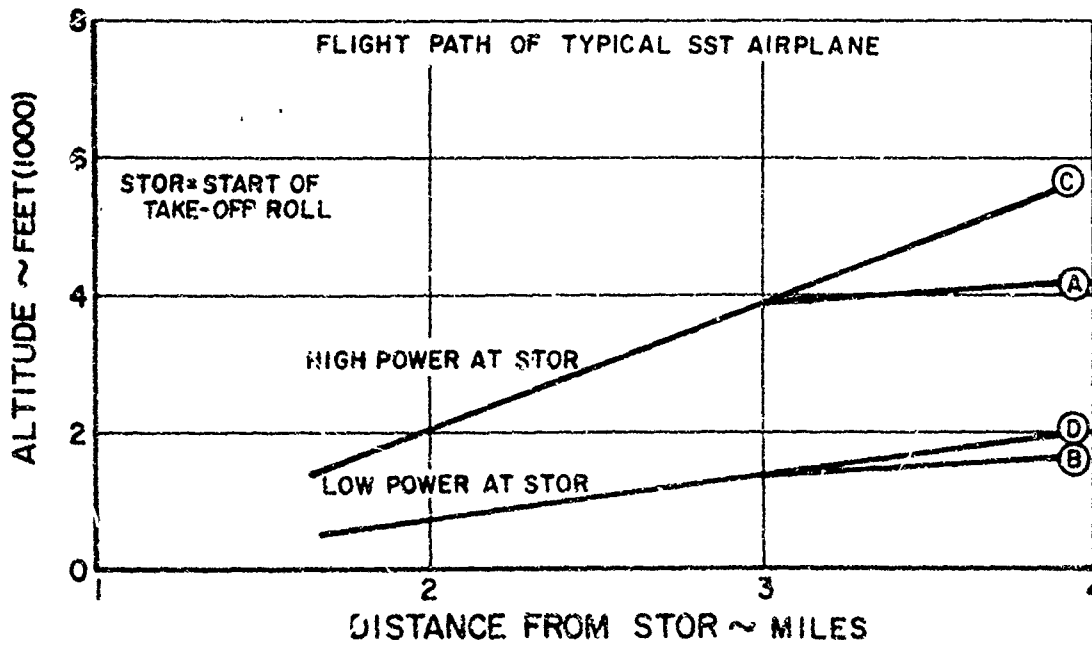 FLIGHT PATH OF TYPICAL SST AIRPLANE
8
6
4
2
0
ALTITUDE ~ FEET(1000)
STOR=START OF
TAKE-OFF ROLL
C
A
HIGH POWER AT STOR
D
B
LOW POWER AT STOR
1 2 3 4
DISTANCE FROM STOR ~ MILES